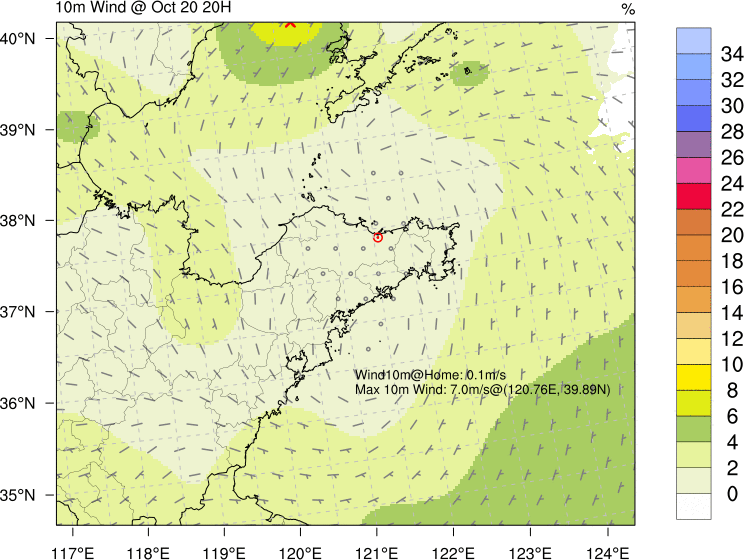 10m Wind @ Oct 20 20H
%
40°N
39°N
38°N
37°N
36°N
35°N
Wind10m@Home: 0.1m/s
Max 10m Wind: 7.0m/s@(120.76E, 39.89N)
117°E 118°E 119°E 120°E 121°E 122°E 123°E 124°E
34
32
30
28
26
24
22
20
18
16
14
12
10
8
6
4
2
0